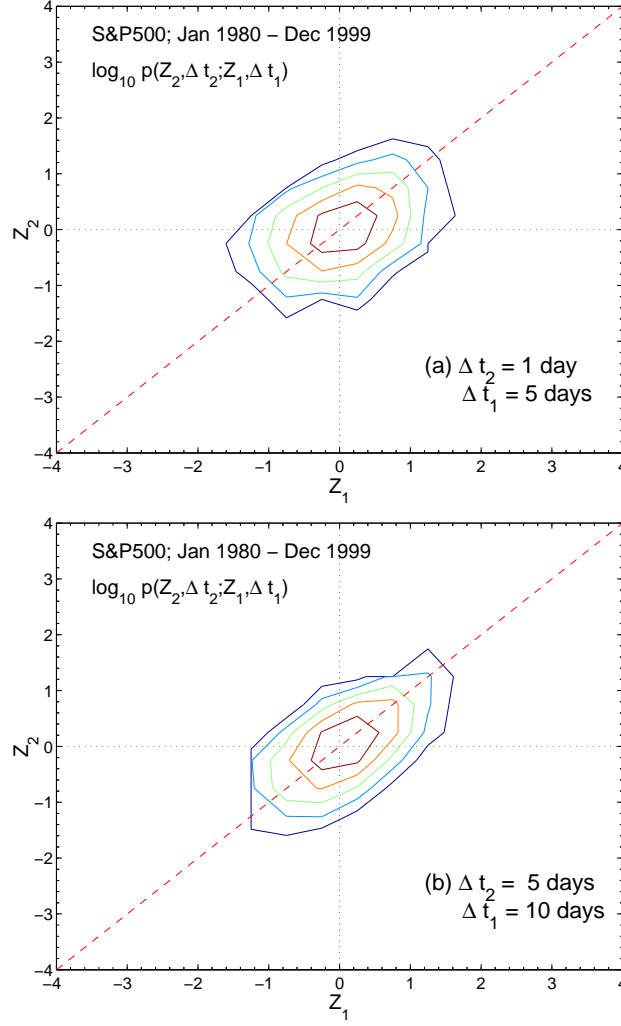 S&P500; Jan 1980 − Dec 1999
log10 p(Z2,Δ t2;Z1,Δ t1)
4
3
2
1
0
−1
−2
−3
−4
Z2
(a) Δ t2 = 1 day
Δ t1 = 5 days
−4 −3 −2 −1 0 1 2 3 4
Z1
S&P500; Jan 1980 − Dec 1999
log10 p(Z2,Δ t2;Z1,Δ t1)
4
3
2
1
0
−1
−2
−3
−4
Z2
(b) Δ t2 = 5 days
Δ t1 = 10 days
−4 −3 −2 −1 0 1 2 3 4
Z1